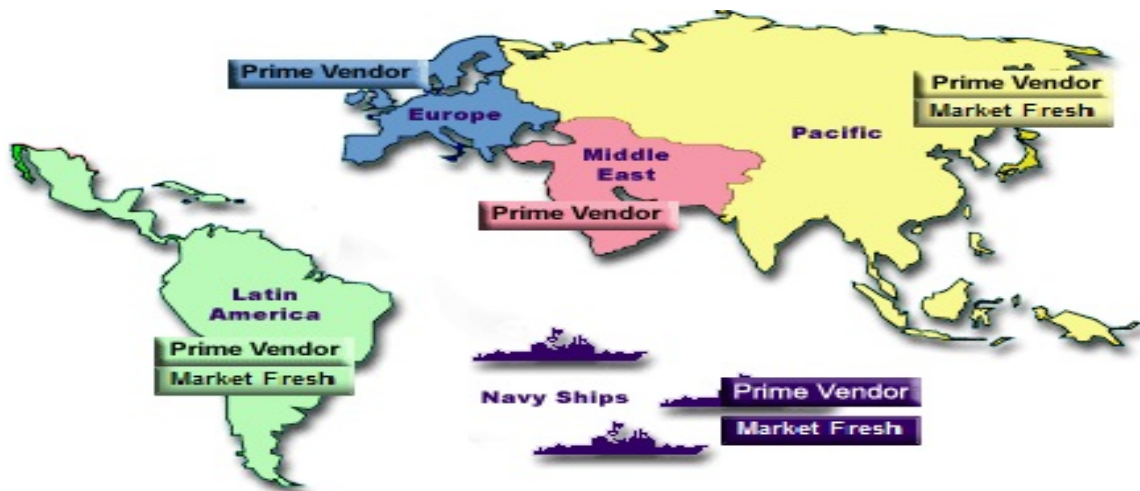 Prime Vendor
Europe
Prime Vendor
Market Fresh
Pacific
Middle
East
Prime Vendor
Latin
America
Prime Vendor
Market Fresh
Navy Ships
Prime Vendor
Market Fresh